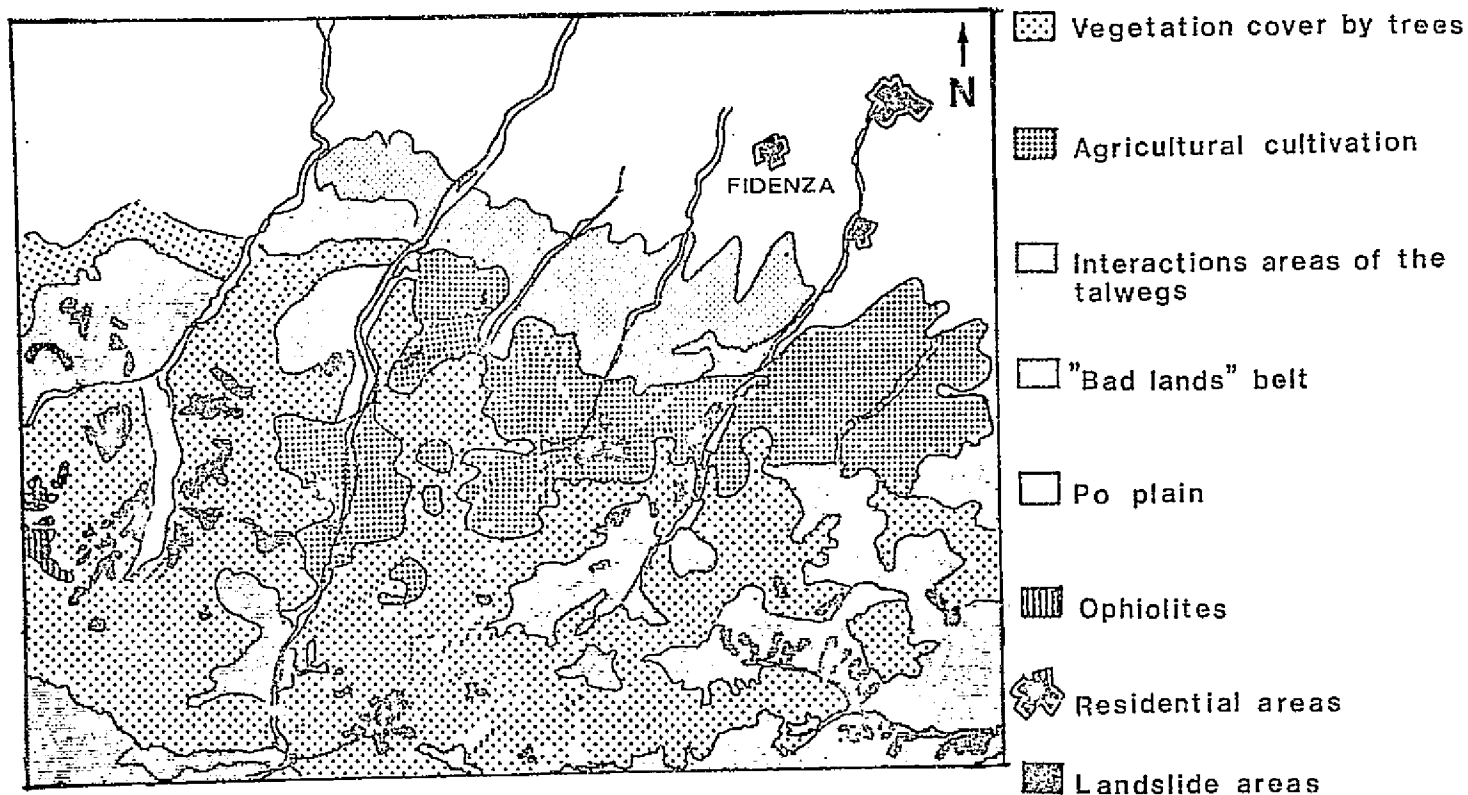 N
FIDENZA
Vegetation cover by trees
Agricultural cultivation
Interactions areas of the
talwegs
"Bad lands" belt
Po plain
Ophiolites
Residential areas
Landslide areas